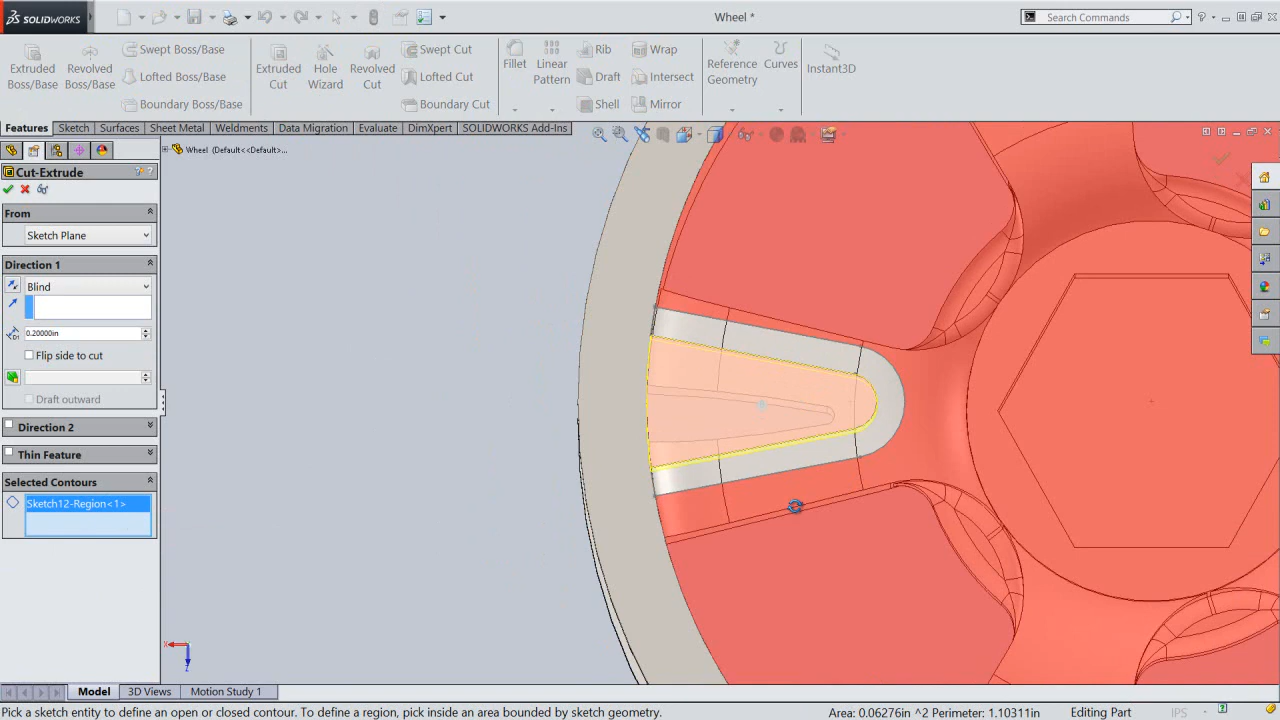 SOLIDWORKS
Wheel *
Search Commands
Extruded Boss/Base
Revolved Boss/Base
Swept Boss/Base
Lofted Boss/Base
Boundary Boss/Base
Extruded Cut
Hole Wizard
Revolved Cut
Swept Cut
Lofted Cut
Boundary Cut
Fillet
Linear Pattern
Rib
Draft
Shell
Wrap
Intersect
Mirror
Reference Geometry
Curves
Instant3D
Features
Sketch
Surfaces
Sheet Metal
Weldments
Data Migration
Evaluate
DimXpert
SOLIDWORKS Add-Ins
Wheel (Default<<Default>...
Cut-Extrude
From
Sketch Plane
Direction 1
Blind
D1
0.20000in
Flip side to cut
Draft outward
Direction 2
Thin Feature
Selected Contours
Sketch12-Region<1>
X
Z
Model
3D Views
Motion Study 1
Pick a sketch entity to define an open or closed contour. To define a region, pick inside an area bounded by sketch geometry.
Area: 0.06276in ^2 Perimeter: 1.10311in
Editing Part
IPS